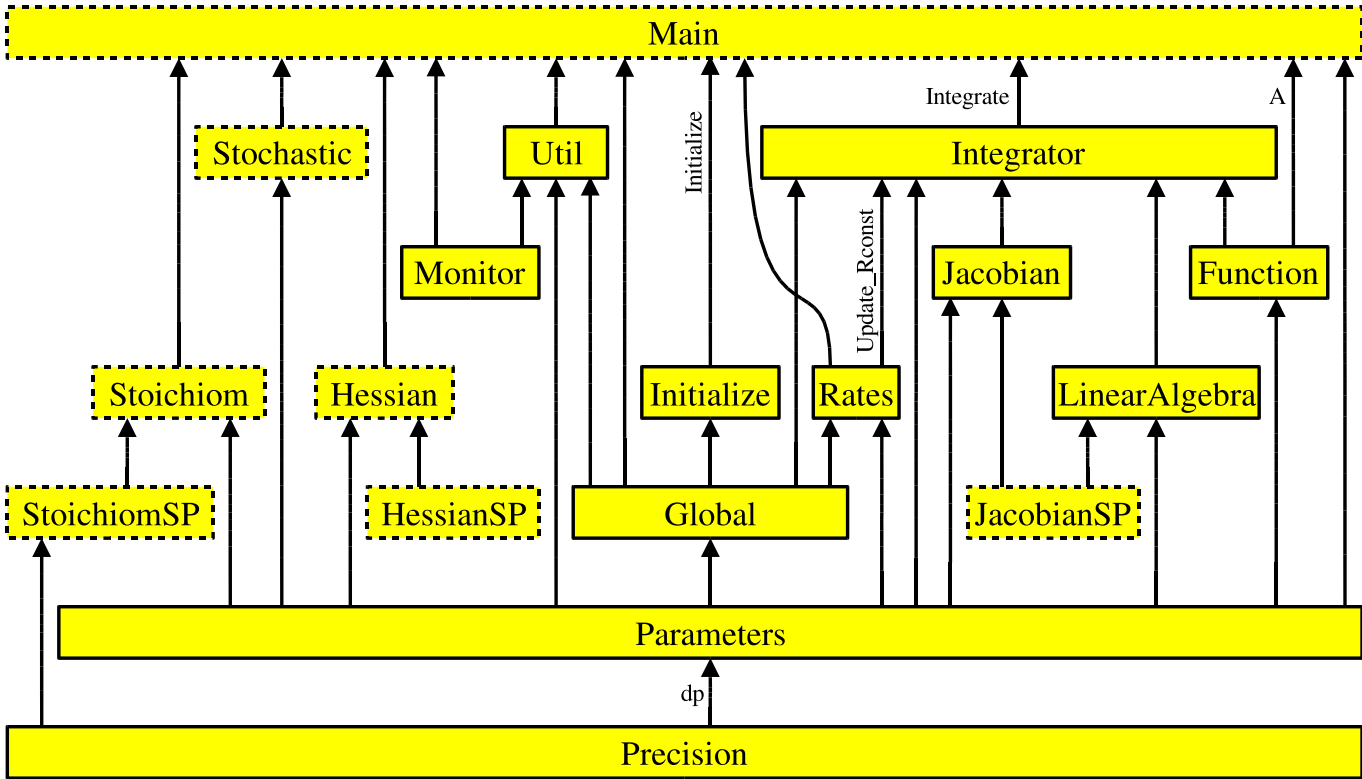 Main
Integrate
A
Initialize
Stochastic
Util
Integrator
Update_Rconst
Monitor
Jacobian
Function
Stoichiom
Hessian
Initialize
Rates
LinearAlgebra
StoichiomSP
HessianSP
Global
JacobianSP
Parameters
dp
Precision